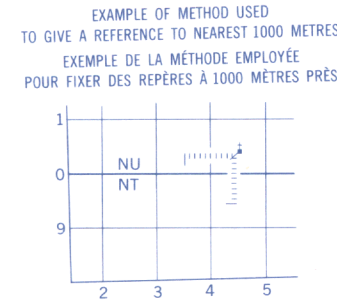 EXAMPLE OF METHOD USED
TO GIVE A REFERENCE TO NEAREST 1000 METRES
EXEMPLE DE LA MÉTHODE EMPLOYÉE
POUR FIXER DES REPÈRES À 1000 MÈTRES PRÈS
1
NU
0
NT
9
2 3 4 5